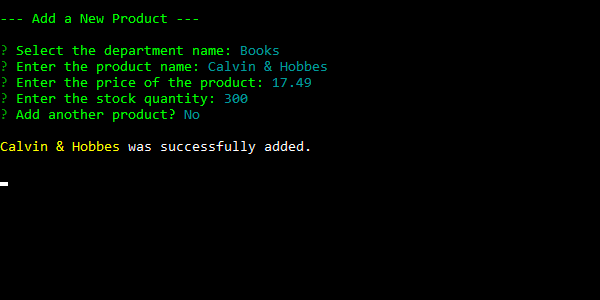 --- Add a New Product ---
? Select the department name: Books
? Enter the product name: Calvin & Hobbes
? Enter the price of the product: 17.49
? Enter the stock quantity: 300
? Add another product? No
Calvin & Hobbes was successfully added.